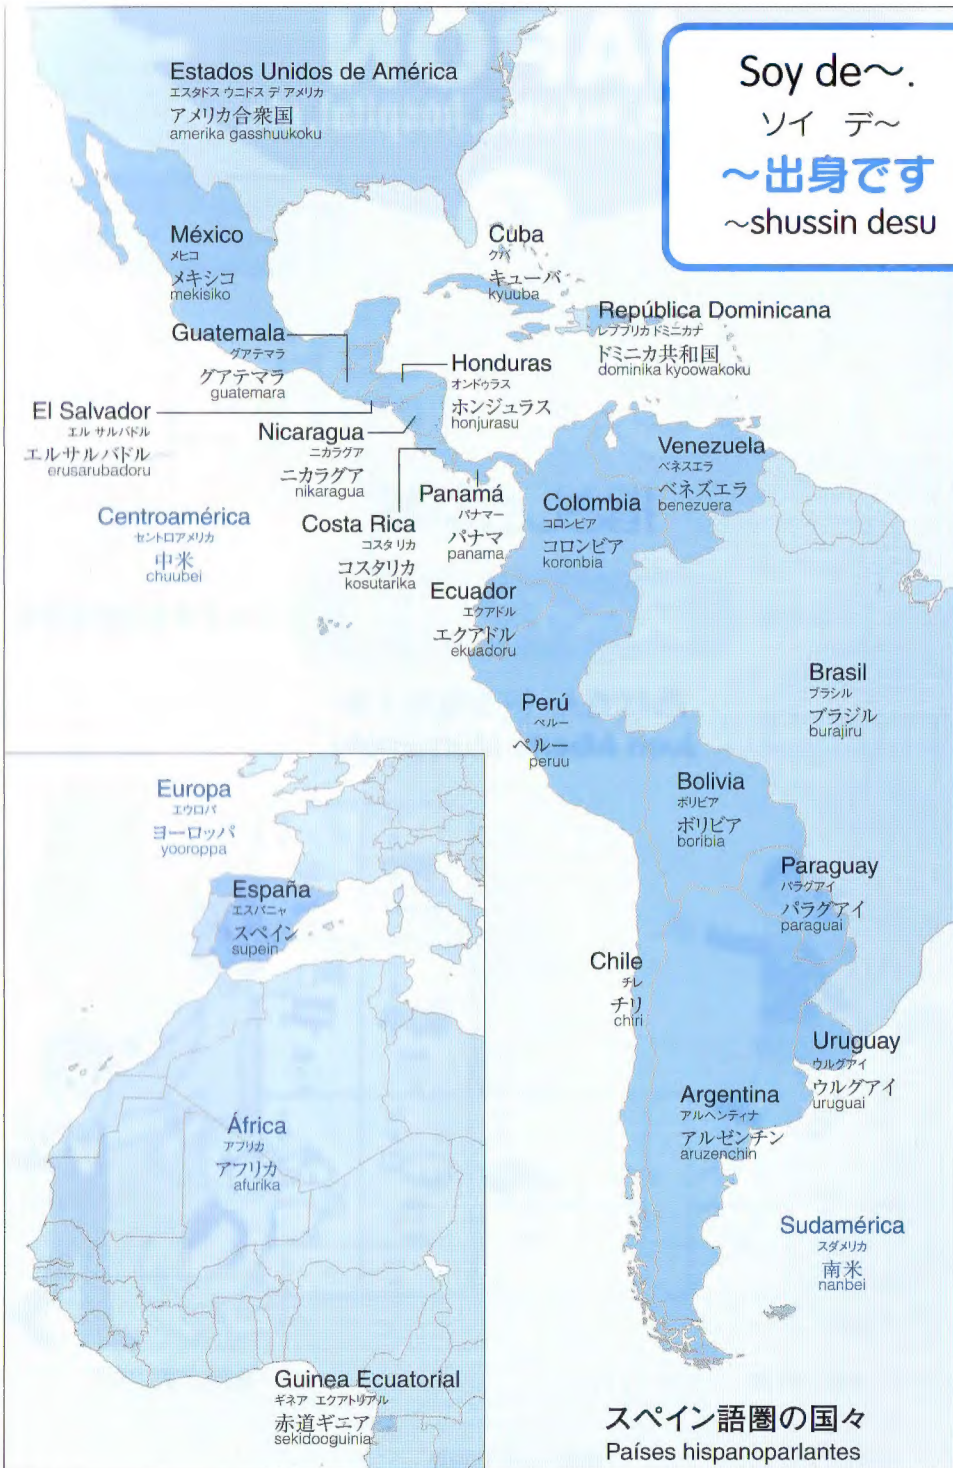 Soy de～.
ソイ デ～
～出身です
～shussin desu
Estados Unidos de América
エスタドス ウニドス デ アメリカ
アメリカ合衆国
amerika gasshuukoku
México
メヒコ
メキシコ
mekisiko
Cuba
クバ
キューバ
kyuuba
República Dominicana
レプブリカ ドミニカナ
ドミニカ共和国
dominika kyoowakoku
Guatemala
グアテマラ
グアテマラ
guatemara
Honduras
オンドゥラス
ホンジュラス
honjurasu
El Salvador
エル サルバドル
エルサルバドル
erusarubadoru
Nicaragua
ニカラグア
ニカラグア
nikaragua
Venezuela
ベネスエラ
ベネズエラ
benezuera
Panamá
パナマー
パナマ
panama
Colombia
コロンビア
コロンビア
koronbia
Centroamérica
セントロアメリカ
中米
chuubei
Costa Rica
コスタ リカ
コスタリカ
kosutarika
Ecuador
エクアドル
エクアドル
ekuadoru
Brasil
ブラシル
ブラジル
burajiru
Perú
ペルー
ペルー
peruu
Bolivia
ボリビア
ボリビア
boribia
Europa
エウロパ
ヨーロッパ
yooroppa
Paraguay
パラグアイ
パラグアイ
paraguai
España
エスパニャ
スペイン
supein
Chile
チレ
チリ
chiri
Uruguay
ウルグアイ
ウルグアイ
uruguai
Argentina
アルヘンティナ
アルゼンチン
aruzenchin
África
アフリカ
アフリカ
afurika
Sudamérica
スダメリカ
南米
nanbei
Guinea Ecuatorial
ギネア エクアトリアル
赤道ギニア
sekidooguinia
スペイン語圏の国々
Países hispanoparlantes